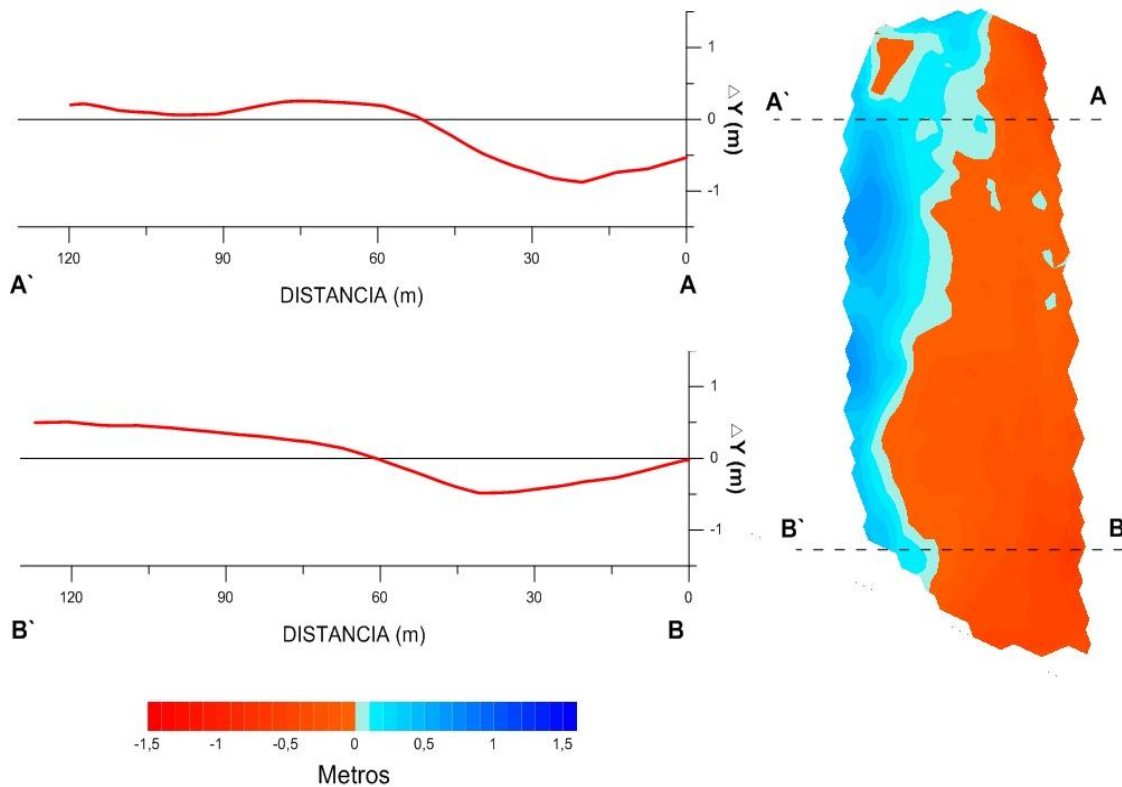 1
0
-1
△Y (m)
120 90 60 30 0
A` A
DISTANCIA (m)
1
0
-1
△Y (m)
120 90 60 30 0
B` B
DISTANCIA (m)
A` A
B` B
-1,5 -1 -0,5 0 0,5 1 1,5
Metros